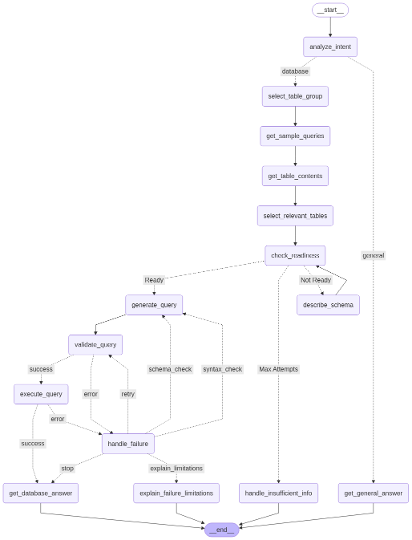 __start__
analyze_intent
database
select_table_group
get_sample_queries
get_table_contents
select_relevant_tables
general
check_readiness
Ready
Not Ready
generate_query
describe_schema
validate_query
success
error
retry
schema_check
syntax_check
Max Attempts
execute_query
error
success
handle_failure
stop
explain_limitations
get_database_answer
explain_failure_limitations
handle_insufficient_info
get_general_answer
__end__